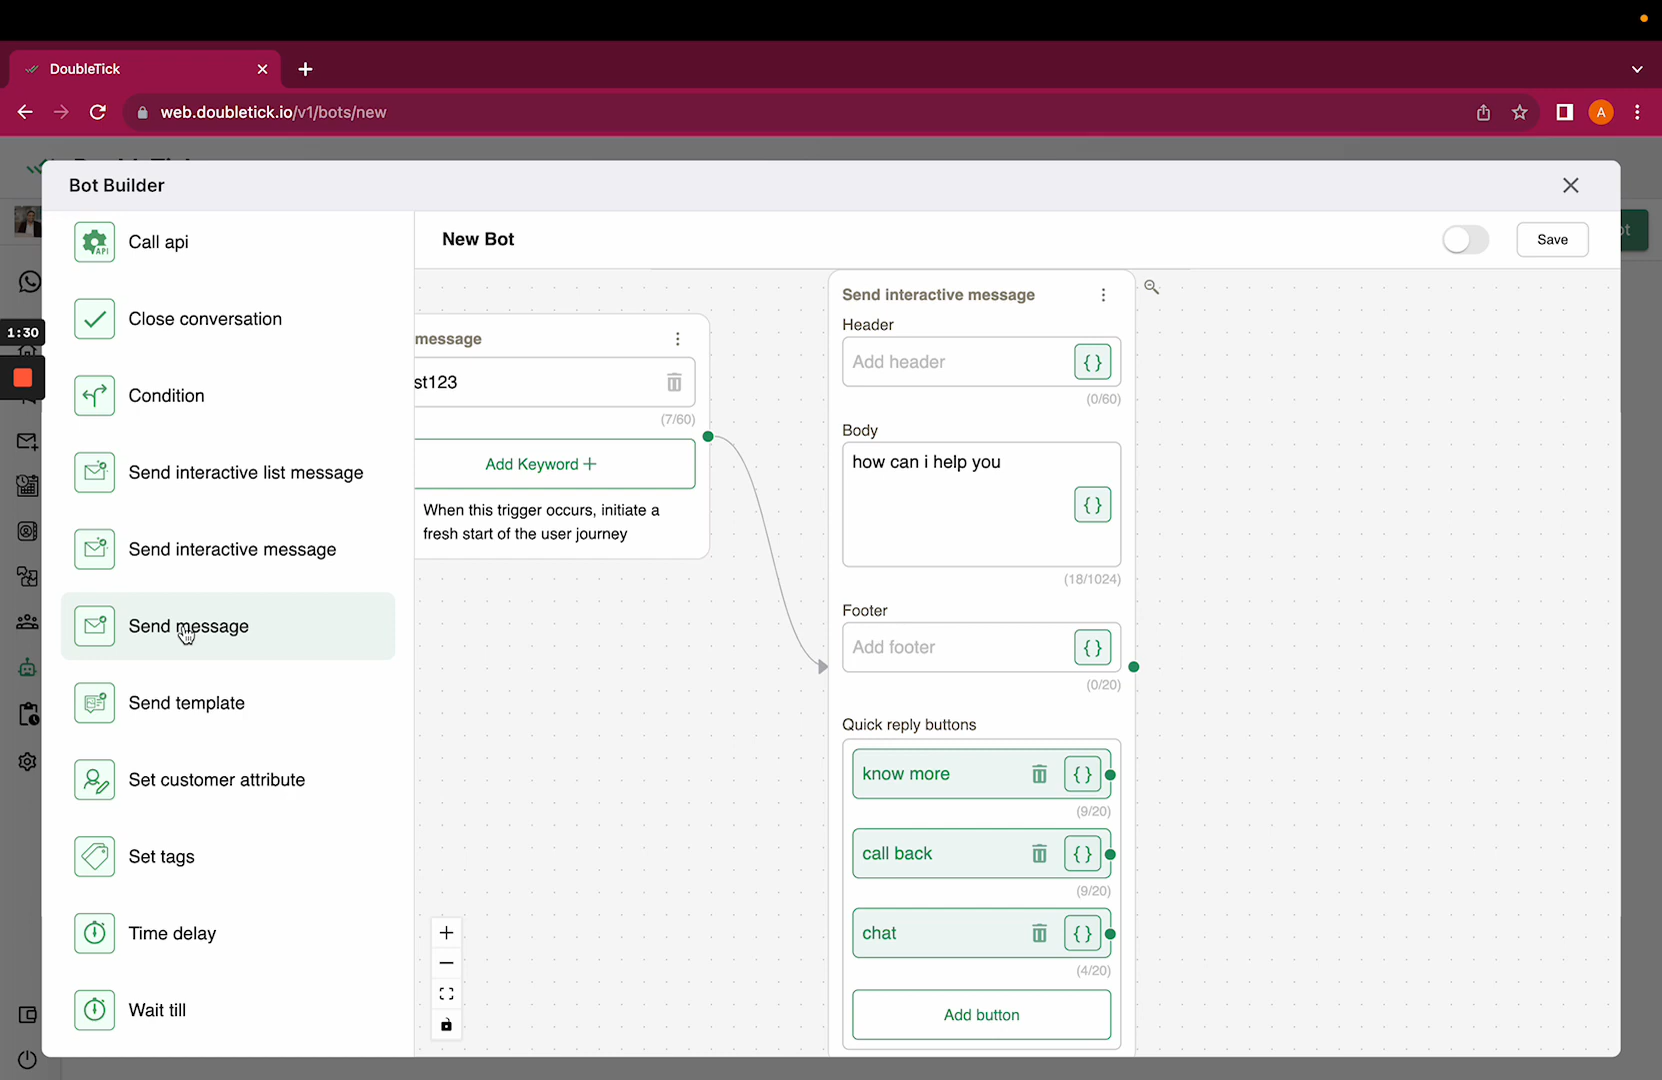 DoubleTick
web.doubletick.io/v1/bots/new
Bot Builder
Call api
Close conversation
Condition
Send interactive list message
Send interactive message
Send message
Send template
Set customer attribute
Set tags
Time delay
Wait till
1:30
New Bot
Save
message
st123
(7/60)
Add Keyword +
When this trigger occurs, initiate a
fresh start of the user journey
Send interactive message
Header
Add header
{}
(0/60)
Body
how can i help you
{}
(18/1024)
Footer
Add footer
{}
(0/20)
Quick reply buttons
know more
{}
(9/20)
call back
{}
(9/20)
chat
{}
(4/20)
Add button
A
API